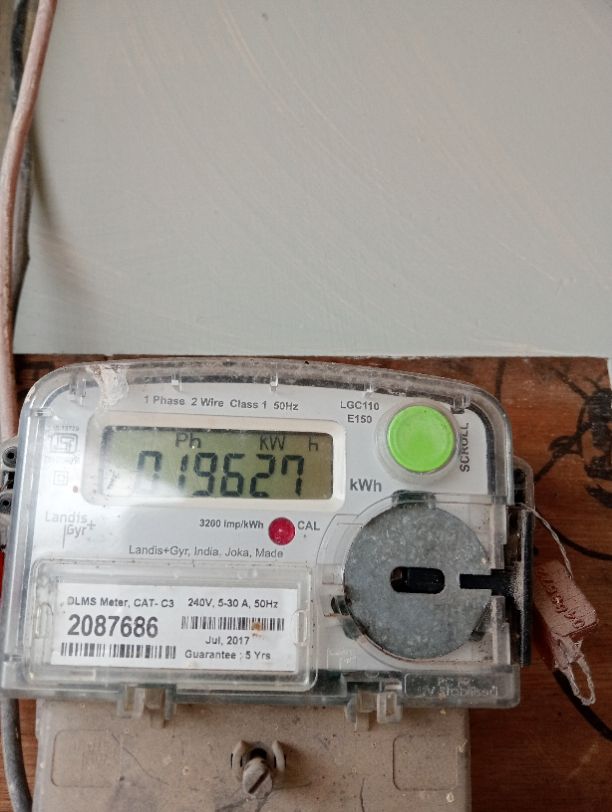 1 Phase 2 Wire Class 1 50Hz
LGC110
E150
SCROLL
Ph kW h
019627
kWh
Landis
Gyr+
3200 imp/kWh
CAL
Landis+Gyr, India, Joka, Made
DLMS Meter, CAT- C3 240V, 5-30 A, 50Hz
2087686
Jul, 2017
Guarantee : 5 Yrs